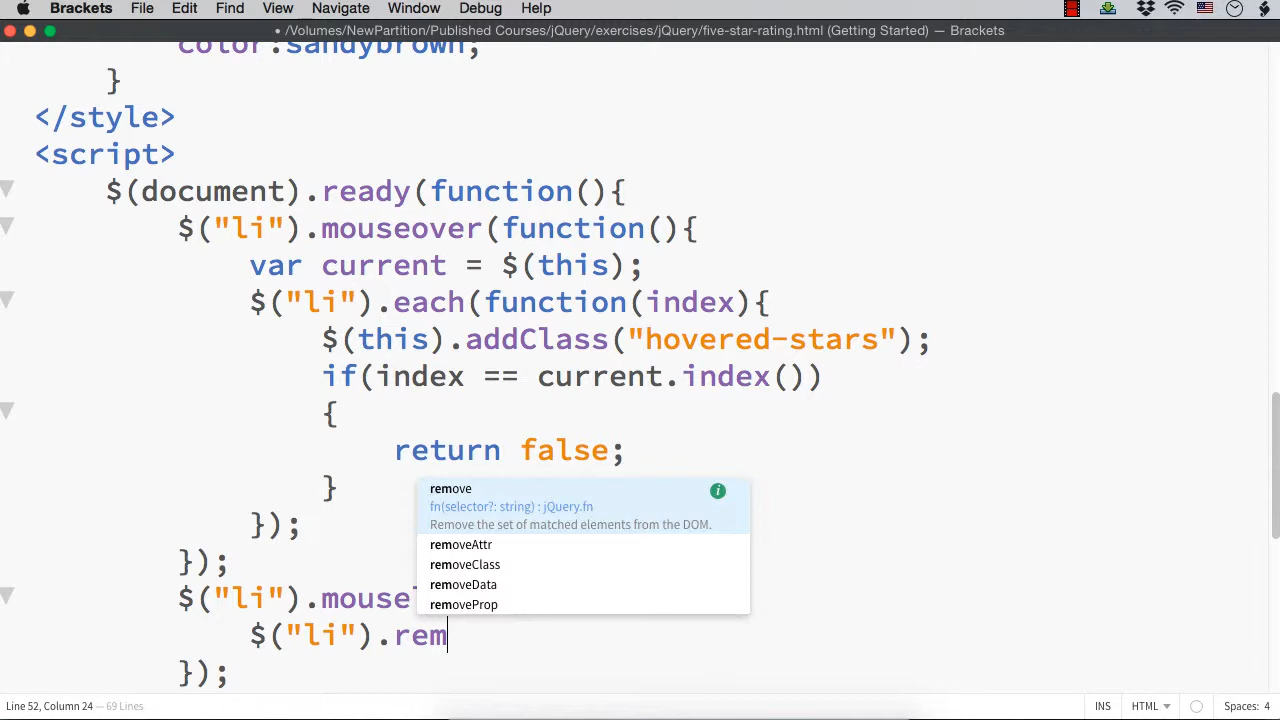 Brackets File Edit Find View Navigate Window Debug Help
• /Volumes/NewPartition/Published Courses/jQuery/exercises/jQuery/five-star-rating.html (Getting Started) — Brackets
color:sandybrown;
}
</style>
<script>
$(document).ready(function(){
$("li").mouseover(function(){
var current = $(this);
$("li").each(function(index){
$(this).addClass("hovered-stars");
if(index == current.index())
{
return false;
}
remove
fn(selector?: string) : jQuery.fn
Remove the set of matched elements from the DOM.
removeAttr
removeClass
removeData
removeProp
});
});
$("li").mousel
$("li").rem
});
Line 52, Column 24 — 69 Lines
INS HTML Spaces: 4